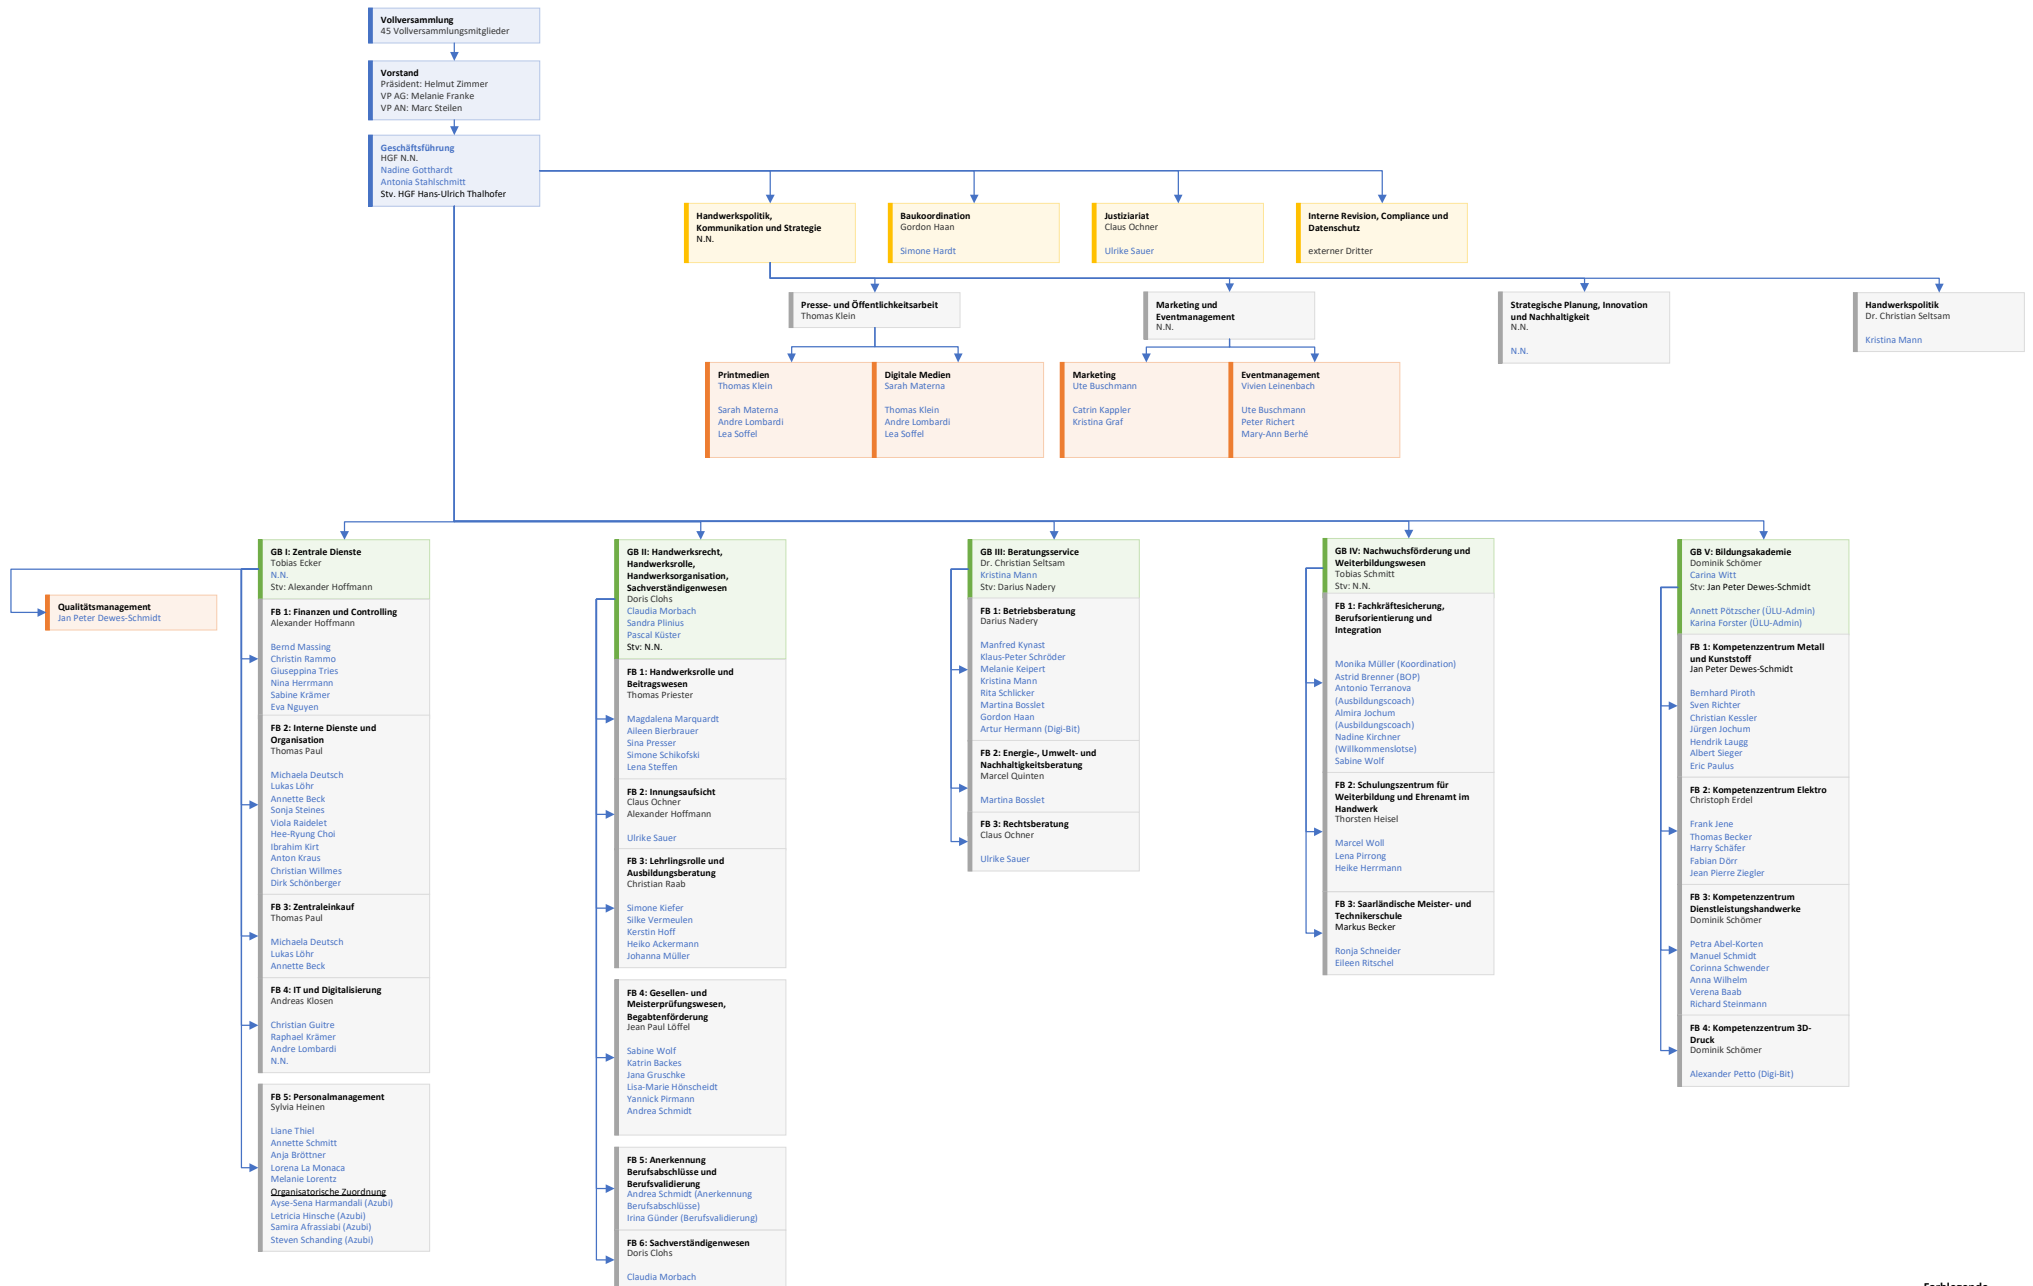 Vollversammlung
45 Vollversammlungsmitglieder
Vorstand
Präsident: Helmut Zimmer
VP AG: Melanie Franke
VP AN: Marc Steilen
Geschäftsführung
HGF N.N.
Nadine Gotthardt
Antonia Stahlschmitt
Stv. HGF Hans-Ulrich Thalhofer
Handwerkspolitik,
Kommunikation und Strategie
N.N.
Baukoordination
Gordon Haan
Simone Hardt
Justiziariat
Claus Ochner
Ulrike Sauer
Interne Revision, Compliance und
Datenschutz
externer Dritter
Presse- und Öffentlichkeitsarbeit
Thomas Klein
Marketing und
Eventmanagement
N.N.
Strategische Planung, Innovation
und Nachhaltigkeit
N.N.
N.N.
Handwerkspolitik
Dr. Christian Seltsam
Kristina Mann
Printmedien
Thomas Klein
Sarah Materna
Andre Lombardi
Lea Soffel
Digitale Medien
Sarah Materna
Thomas Klein
Andre Lombardi
Lea Soffel
Marketing
Ute Buschmann
Catrin Kappler
Kristina Graf
Eventmanagement
Vivien Leinenbach
Ute Buschmann
Peter Richert
Mary-Ann Berhé
Qualitätsmanagement
Jan Peter Dewes-Schmidt
GB I: Zentrale Dienste
Tobias Ecker
N.N.
Stv: Alexander Hoffmann
FB 1: Finanzen und Controlling
Alexander Hoffmann
Bernd Massing
Christin Rammo
Giuseppina Tries
Nina Herrmann
Sabine Krämer
Eva Nguyen
FB 2: Interne Dienste und
Organisation
Thomas Paul
Michaela Deutsch
Lukas Löhr
Annette Beck
Sonja Steines
Viola Raidelet
Hee-Ryung Choi
Ibrahim Kirt
Anton Kraus
Christian Willmes
Dirk Schönberger
FB 3: Zentraleinkauf
Thomas Paul
Michaela Deutsch
Lukas Löhr
Annette Beck
FB 4: IT und Digitalisierung
Andreas Klosen
Christian Guitre
Raphael Krämer
Andre Lombardi
N.N.
FB 5: Personalmanagement
Sylvia Heinen
Liane Thiel
Annette Schmitt
Anja Bröttner
Lorena La Monaca
Melanie Lorentz
Organisatorische Zuordnung
Ayse-Sena Harmandali (Azubi)
Letricia Hinsche (Azubi)
Samira Afrassiabi (Azubi)
Steven Schanding (Azubi)
GB II: Handwerksrecht,
Handwerksrolle,
Handwerksorganisation,
Sachverständigenwesen
Doris Clohs
Claudia Morbach
Sandra Plinius
Pascal Küster
Stv: N.N.
FB 1: Handwerksrolle und
Beitragswesen
Thomas Priester
Magdalena Marquardt
Aileen Bierbrauer
Sina Presser
Simone Schikofski
Lena Steffen
FB 2: Innungsaufsicht
Claus Ochner
Alexander Hoffmann
Ulrike Sauer
FB 3: Lehrlingsrolle und
Ausbildungsberatung
Christian Raab
Simone Kiefer
Silke Vermeulen
Kerstin Hoff
Heiko Ackermann
Johanna Müller
FB 4: Gesellen- und
Meisterprüfungswesen,
Begabtenförderung
Jean Paul Löffel
Sabine Wolf
Katrin Backes
Jana Gruschke
Lisa-Marie Hönscheidt
Yannick Pirmann
Andrea Schmidt
FB 5: Anerkennung
Berufsabschlüsse und
Berufsvalidierung
Andrea Schmidt (Anerkennung
Berufsabschlüsse)
Irina Günder (Berufsvalidierung)
FB 6: Sachverständigenwesen
Doris Clohs
Claudia Morbach
GB III: Beratungsservice
Dr. Christian Seltsam
Kristina Mann
Stv: Darius Nadery
FB 1: Betriebsberatung
Darius Nadery
Manfred Kynast
Klaus-Peter Schröder
Melanie Keipert
Kristina Mann
Rita Schlicker
Martina Bosslet
Gordon Haan
Artur Hermann (Digi-Bit)
FB 2: Energie-, Umwelt- und
Nachhaltigkeitsberatung
Marcel Quinten
Martina Bosslet
FB 3: Rechtsberatung
Claus Ochner
Ulrike Sauer
GB IV: Nachwuchsförderung und
Weiterbildungswesen
Tobias Schmitt
Stv: N.N.
FB 1: Fachkräftesicherung,
Berufsorientierung und
Integration
Monika Müller (Koordination)
Astrid Brenner (BOP)
Antonio Terranova
(Ausbildungscoach)
Almira Jochum
(Ausbildungscoach)
Nadine Kirchner
(Willkommenslotse)
Sabine Wolf
FB 2: Schulungszentrum für
Weiterbildung und Ehrenamt im
Handwerk
Thorsten Heisel
Marcel Woll
Lena Pirrong
Heike Herrmann
FB 3: Saarländische Meister- und
Technikerschule
Markus Becker
Ronja Schneider
Eileen Ritschel
GB V: Bildungsakademie
Dominik Schömer
Carina Witt
Stv: Jan Peter Dewes-Schmidt
Annett Pötzscher (ÜLU-Admin)
Karina Forster (ÜLU-Admin)
FB 1: Kompetenzzentrum Metall
und Kunststoff
Jan Peter Dewes-Schmidt
Bernhard Piroth
Sven Richter
Christian Kessler
Jürgen Jochum
Hendrik Laugg
Albert Sieger
Eric Paulus
FB 2: Kompetenzzentrum Elektro
Christoph Erdel
Frank Jene
Thomas Becker
Harry Schäfer
Fabian Dörr
Jean Pierre Ziegler
FB 3: Kompetenzzentrum
Dienstleistungshandwerke
Dominik Schömer
Petra Abel-Korten
Manuel Schmidt
Corinna Schwender
Anna Wilhelm
Verena Baab
Richard Steinmann
FB 4: Kompetenzzentrum 3D-
Druck
Dominik Schömer
Alexander Petto (Digi-Bit)